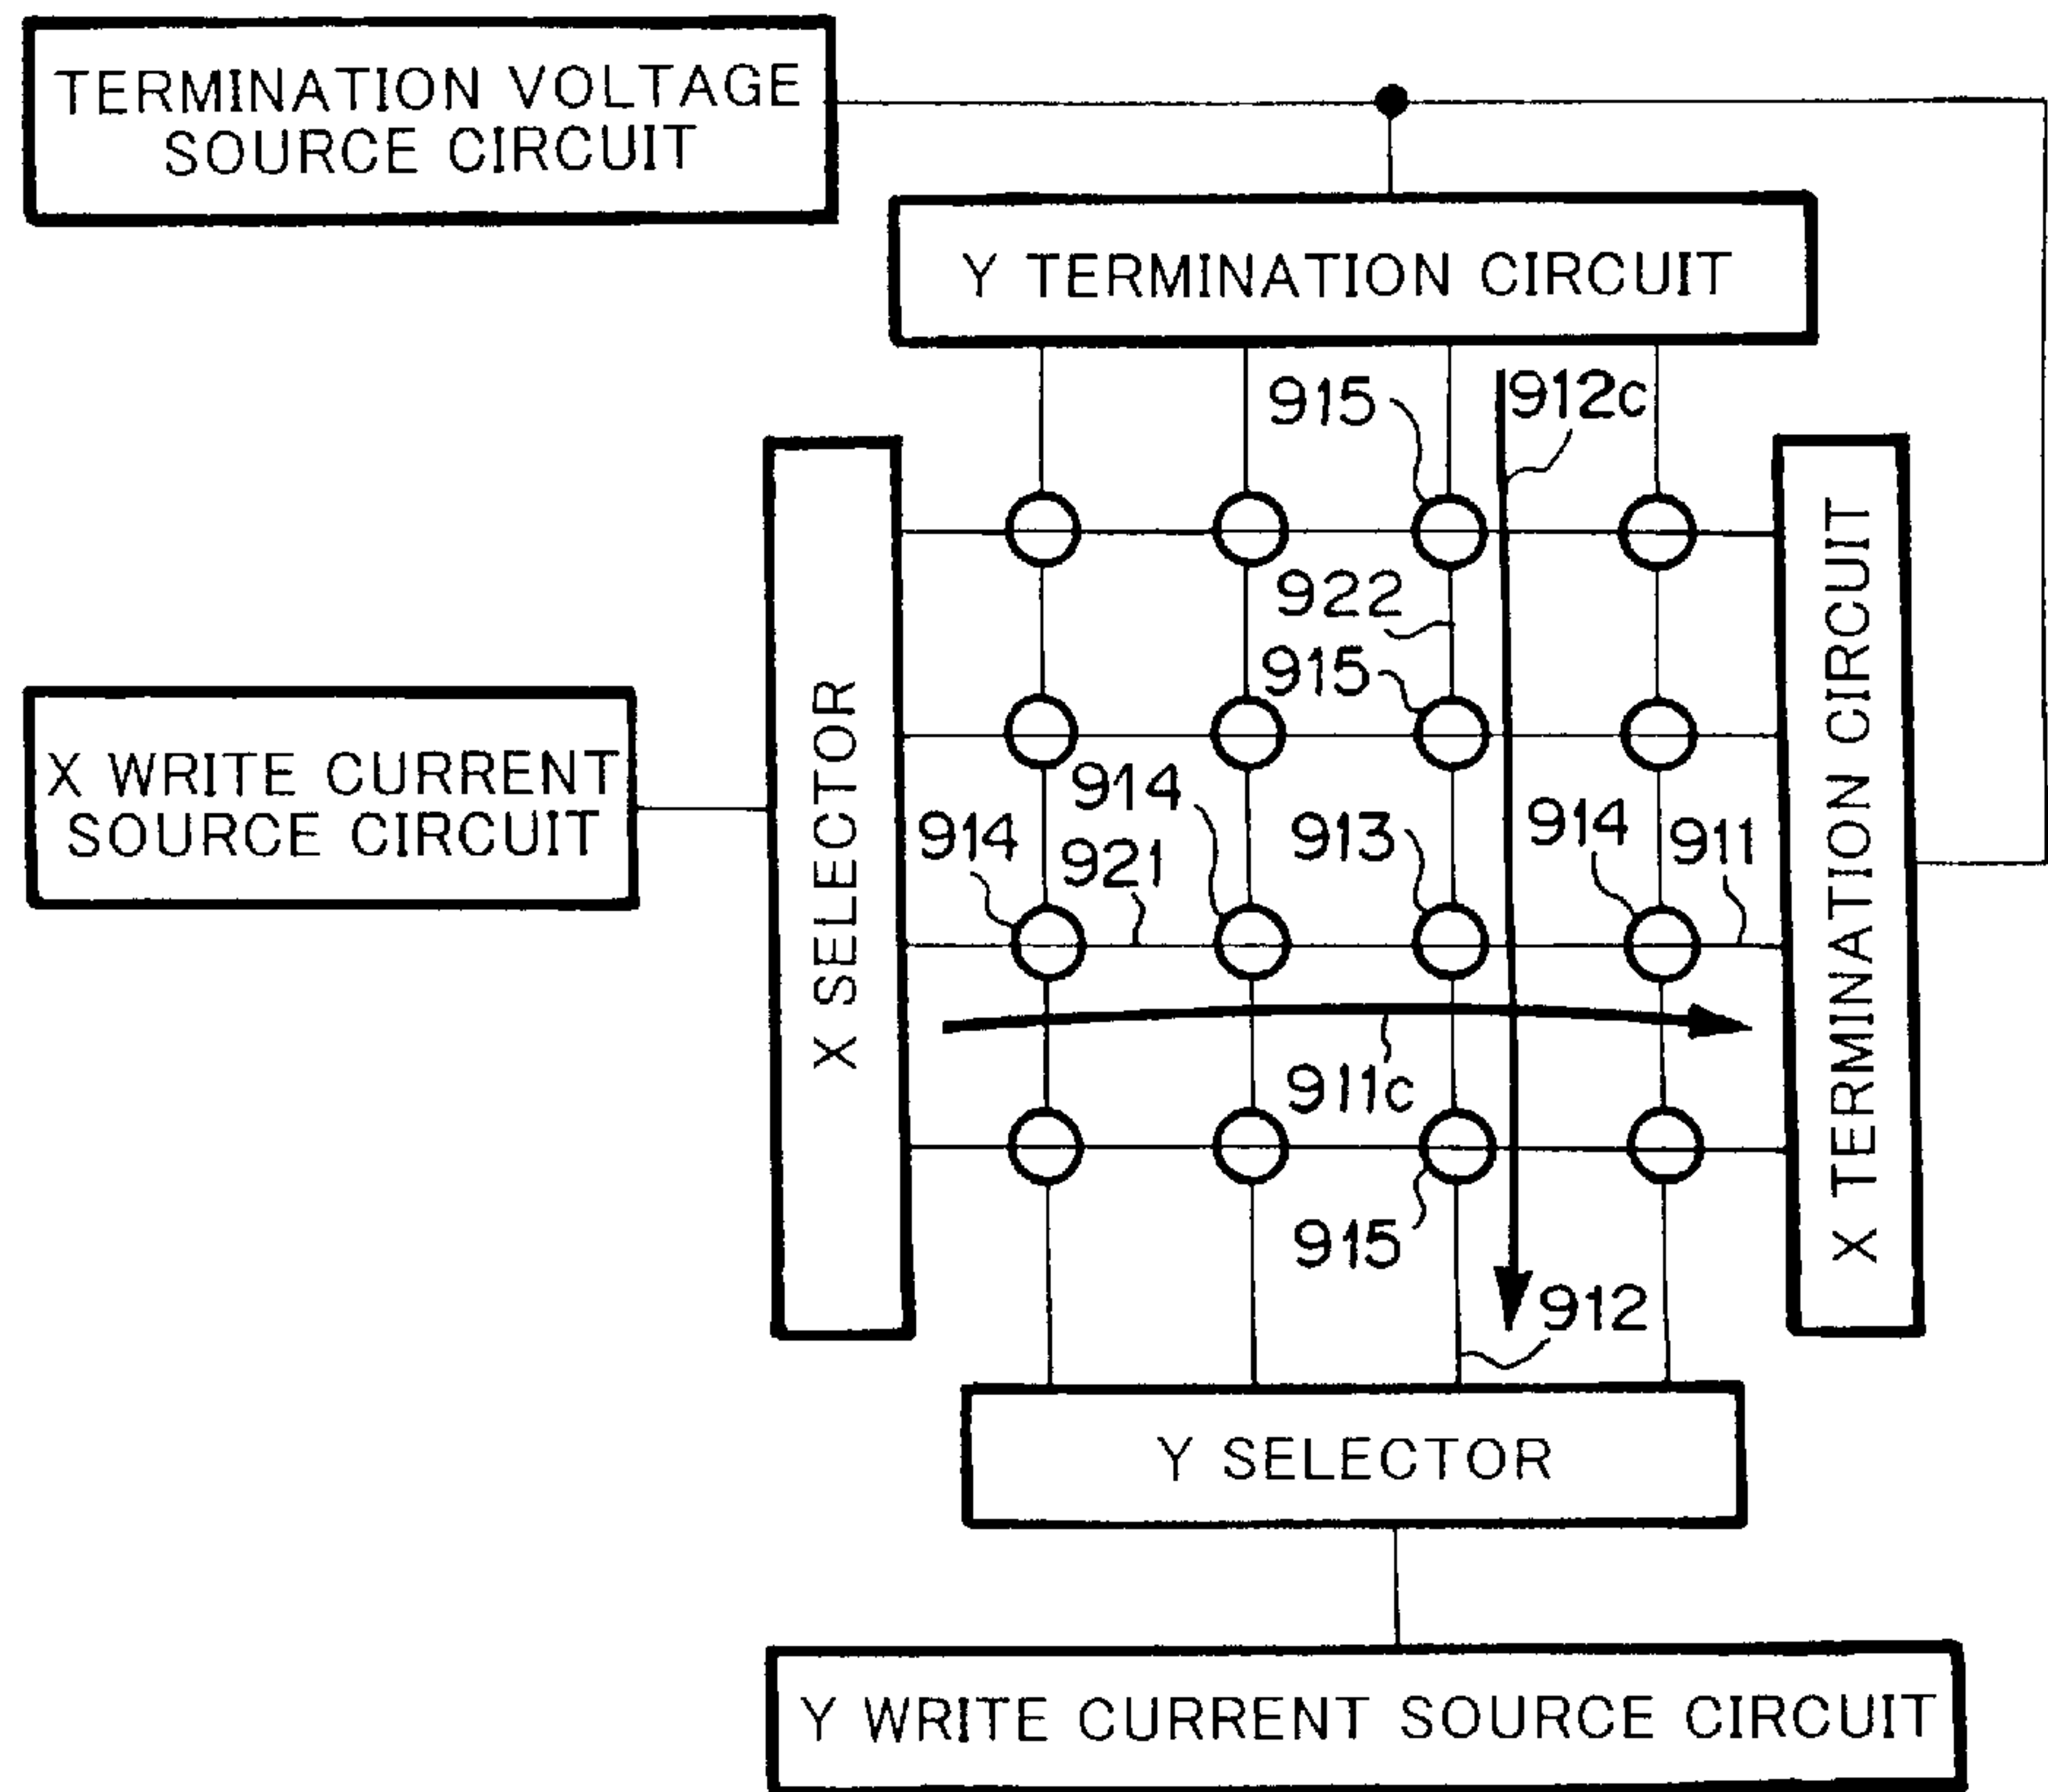 TERMINATION VOLTAGE
SOURCE CIRCUIT
Y TERMINATION CIRCUIT
915
912c
922
915
X WRITE CURRENT
SOURCE CIRCUIT
X SELECTOR
914
921
914
913
914
911
X TERMINATION CIRCUIT
911c
915
912
Y SELECTOR
Y WRITE CURRENT SOURCE CIRCUIT